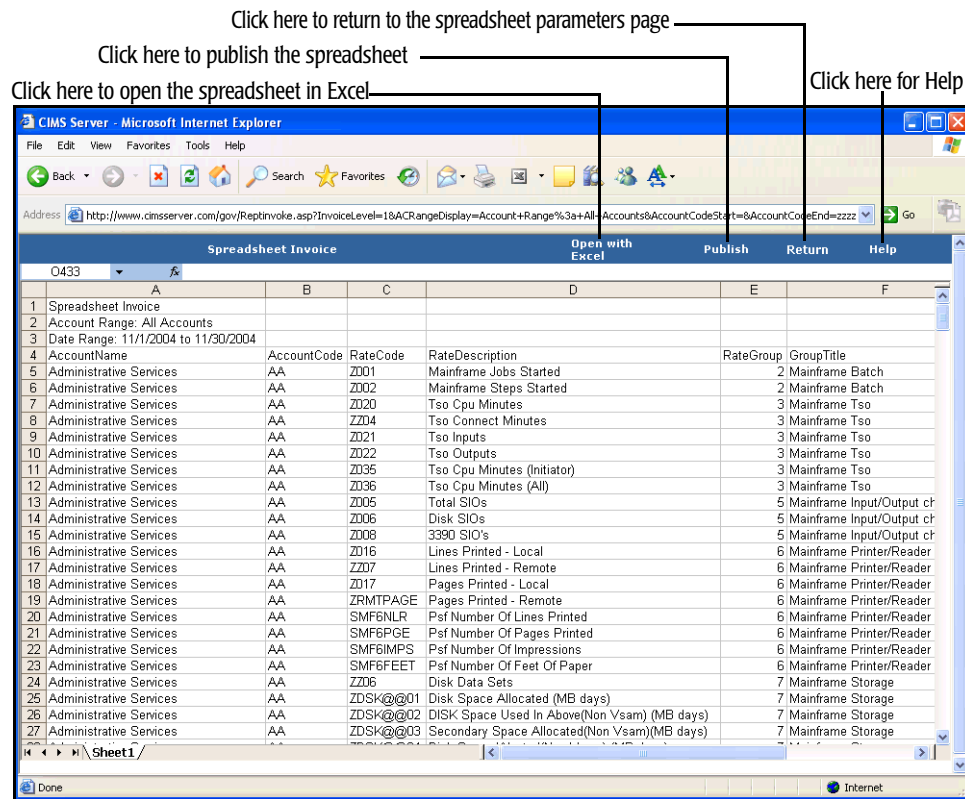 Click here to return to the spreadsheet parameters page
Click here to publish the spreadsheet
Click here for Help
Click here to open the spreadsheet in Excel
CIMS Server - Microsoft Internet Explorer
File Edit View Favorites Tools Help
Back Search Favorites
Address http://www.cimsserver.com/gov/Reptinvoke.asp?InvoiceLevel=1&ACRangeDisplay=Account+Range%3a+All+Accounts&AccountCodeStart=&AccountCodeEnd=zzzz Go
Spreadsheet Invoice Open with Excel Publish Return Help
O433 fx
A B C D E F
1 Spreadsheet Invoice
2 Account Range: All Accounts
3 Date Range: 11/1/2004 to 11/30/2004
4 AccountName AccountCode RateCode RateDescription RateGroup GroupTitle
5 Administrative Services AA Z001 Mainframe Jobs Started 2 Mainframe Batch
6 Administrative Services AA Z002 Mainframe Steps Started 2 Mainframe Batch
7 Administrative Services AA Z020 Tso Cpu Minutes 3 Mainframe Tso
8 Administrative Services AA ZZ04 Tso Connect Minutes 3 Mainframe Tso
9 Administrative Services AA Z021 Tso Inputs 3 Mainframe Tso
10 Administrative Services AA Z022 Tso Outputs 3 Mainframe Tso
11 Administrative Services AA Z035 Tso Cpu Minutes (Initiator) 3 Mainframe Tso
12 Administrative Services AA Z036 Tso Cpu Minutes (All) 3 Mainframe Tso
13 Administrative Services AA Z005 Total SIOs 5 Mainframe Input/Output ch
14 Administrative Services AA Z006 Disk SIOs 5 Mainframe Input/Output ch
15 Administrative Services AA Z008 3390 SIO's 5 Mainframe Input/Output ch
16 Administrative Services AA Z016 Lines Printed - Local 6 Mainframe Printer/Reader
17 Administrative Services AA ZZ07 Lines Printed - Remote 6 Mainframe Printer/Reader
18 Administrative Services AA Z017 Pages Printed - Local 6 Mainframe Printer/Reader
19 Administrative Services AA ZRMTPAGE Pages Printed - Remote 6 Mainframe Printer/Reader
20 Administrative Services AA SMF6NLR Psf Number Of Lines Printed 6 Mainframe Printer/Reader
21 Administrative Services AA SMF6PGE Psf Number Of Pages Printed 6 Mainframe Printer/Reader
22 Administrative Services AA SMF6IMPS Psf Number Of Impressions 6 Mainframe Printer/Reader
23 Administrative Services AA SMF6FEET Psf Number Of Feet Of Paper 6 Mainframe Printer/Reader
24 Administrative Services AA ZZ06 Disk Data Sets 7 Mainframe Storage
25 Administrative Services AA ZDSK@@01 Disk Space Allocated (MB days) 7 Mainframe Storage
26 Administrative Services AA ZDSK@@02 DISK Space Used In Above(Non Vsam) (MB days) 7 Mainframe Storage
27 Administrative Services AA ZDSK@@03 Secondary Space Allocated(Non Vsam)(MB days) 7 Mainframe Storage
Sheet1
Done Internet